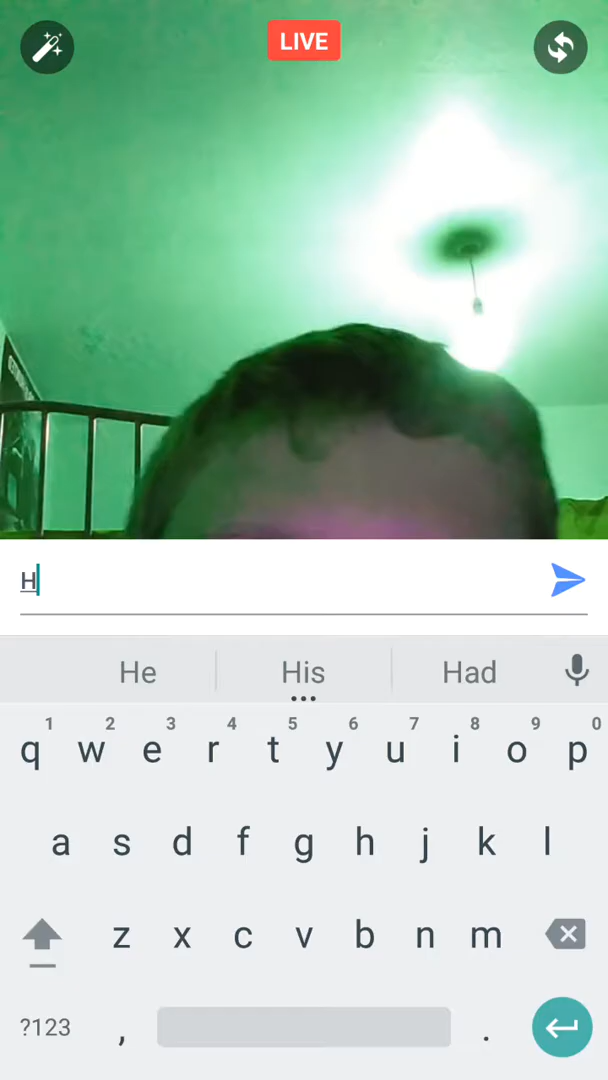 LIVE
H
He His Had
1 2 3 4 5 6 7 8 9 0
q w e r t y u i o p
a s d f g h j k l
z x c v b n m
?123 , .